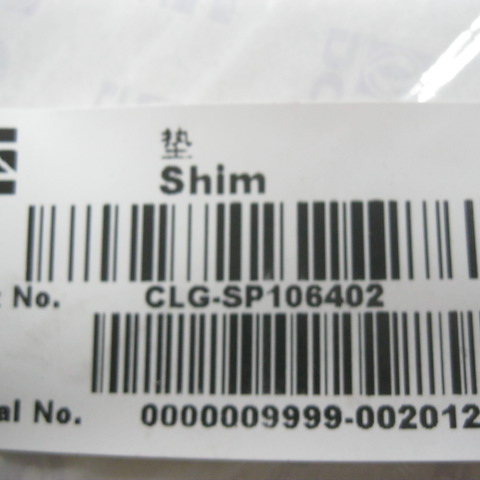 垫
Shim
t No. CLG-SP106402
al No. 0000009999-002012